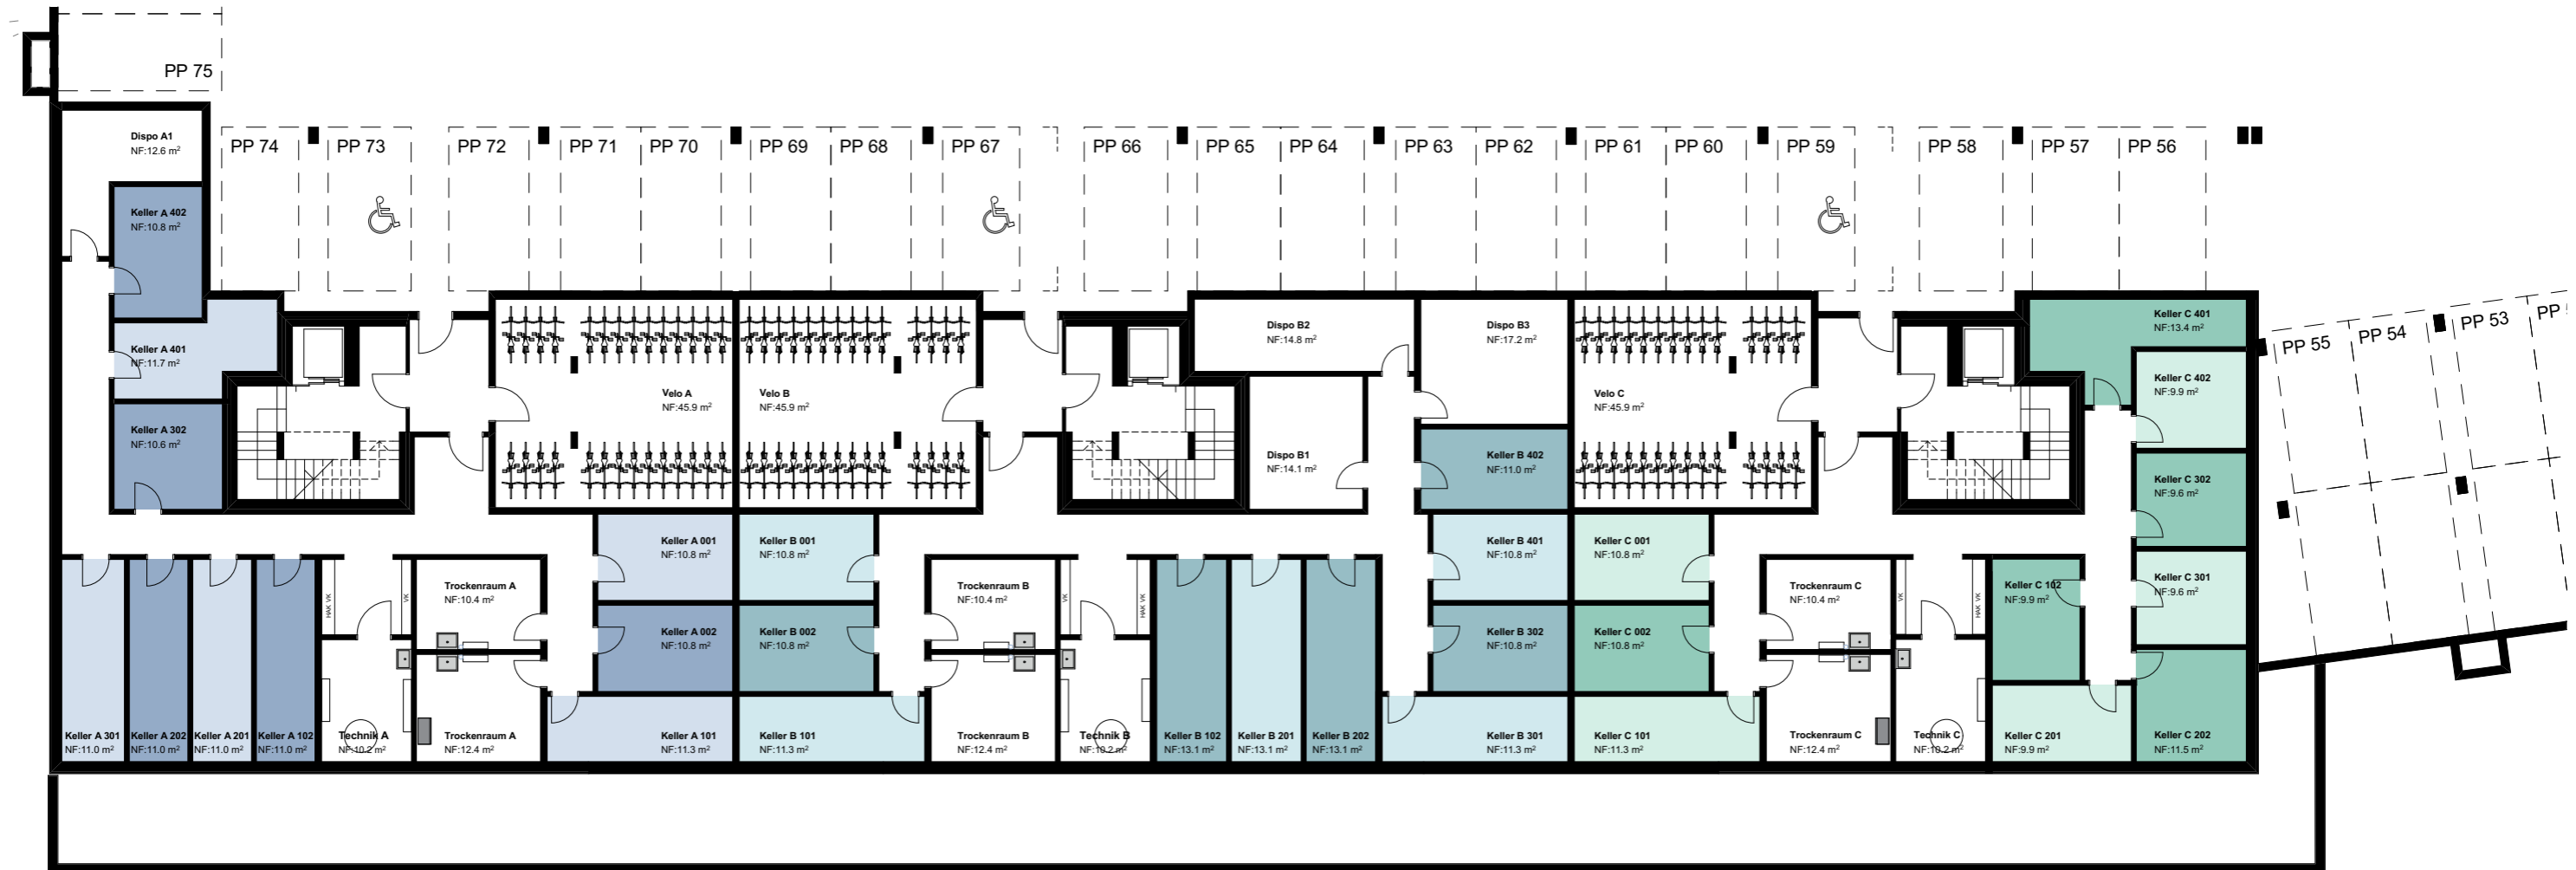 PP 75
Dispo A1
NF:12.6 m²
PP 74
PP 73
PP 72
PP 71
PP 70
PP 69
PP 68
PP 67
PP 66
PP 65
PP 64
PP 63
PP 62
PP 61
PP 60
PP 59
PP 58
PP 57
PP 56
Keller A 402
NF:10.8 m²
Keller A 401
NF:11.7 m²
Keller A 302
NF:10.6 m²
Velo A
NF:45.9 m²
Velo B
NF:45.9 m²
Dispo B2
NF:14.8 m²
Dispo B3
NF:17.2 m²
Dispo B1
NF:14.1 m²
Keller B 402
NF:11.0 m²
Velo C
NF:45.9 m²
Keller C 401
NF:13.4 m²
Keller C 402
NF:9.9 m²
Keller C 302
NF:9.6 m²
Keller C 301
NF:9.6 m²
PP 55
PP 54
PP 53
PP
Keller A 001
NF:10.8 m²
Keller B 001
NF:10.8 m²
Keller B 401
NF:10.8 m²
Keller C 001
NF:10.8 m²
Trockenraum A
NF:10.4 m²
Trockenraum B
NF:10.4 m²
Trockenraum C
NF:10.4 m²
Keller C 102
NF:9.9 m²
HAK VK
VK
VK
HAK VK
VK
HAK VK
Keller A 002
NF:10.8 m²
Keller B 002
NF:10.8 m²
Keller B 302
NF:10.8 m²
Keller C 002
NF:10.8 m²
Keller A 301
NF:11.0 m²
Keller A 202
NF:11.0 m²
Keller A 201
NF:11.0 m²
Keller A 102
NF:11.0 m²
Technik A
NF:10.2 m²
Trockenraum A
NF:12.4 m²
Keller A 101
NF:11.3 m²
Keller B 101
NF:11.3 m²
Trockenraum B
NF:12.4 m²
Technik B
NF:10.2 m²
Keller B 102
NF:13.1 m²
Keller B 201
NF:13.1 m²
Keller B 202
NF:13.1 m²
Keller B 301
NF:11.3 m²
Keller C 101
NF:11.3 m²
Trockenraum C
NF:12.4 m²
Technik C
NF:10.2 m²
Keller C 201
NF:9.9 m²
Keller C 202
NF:11.5 m²